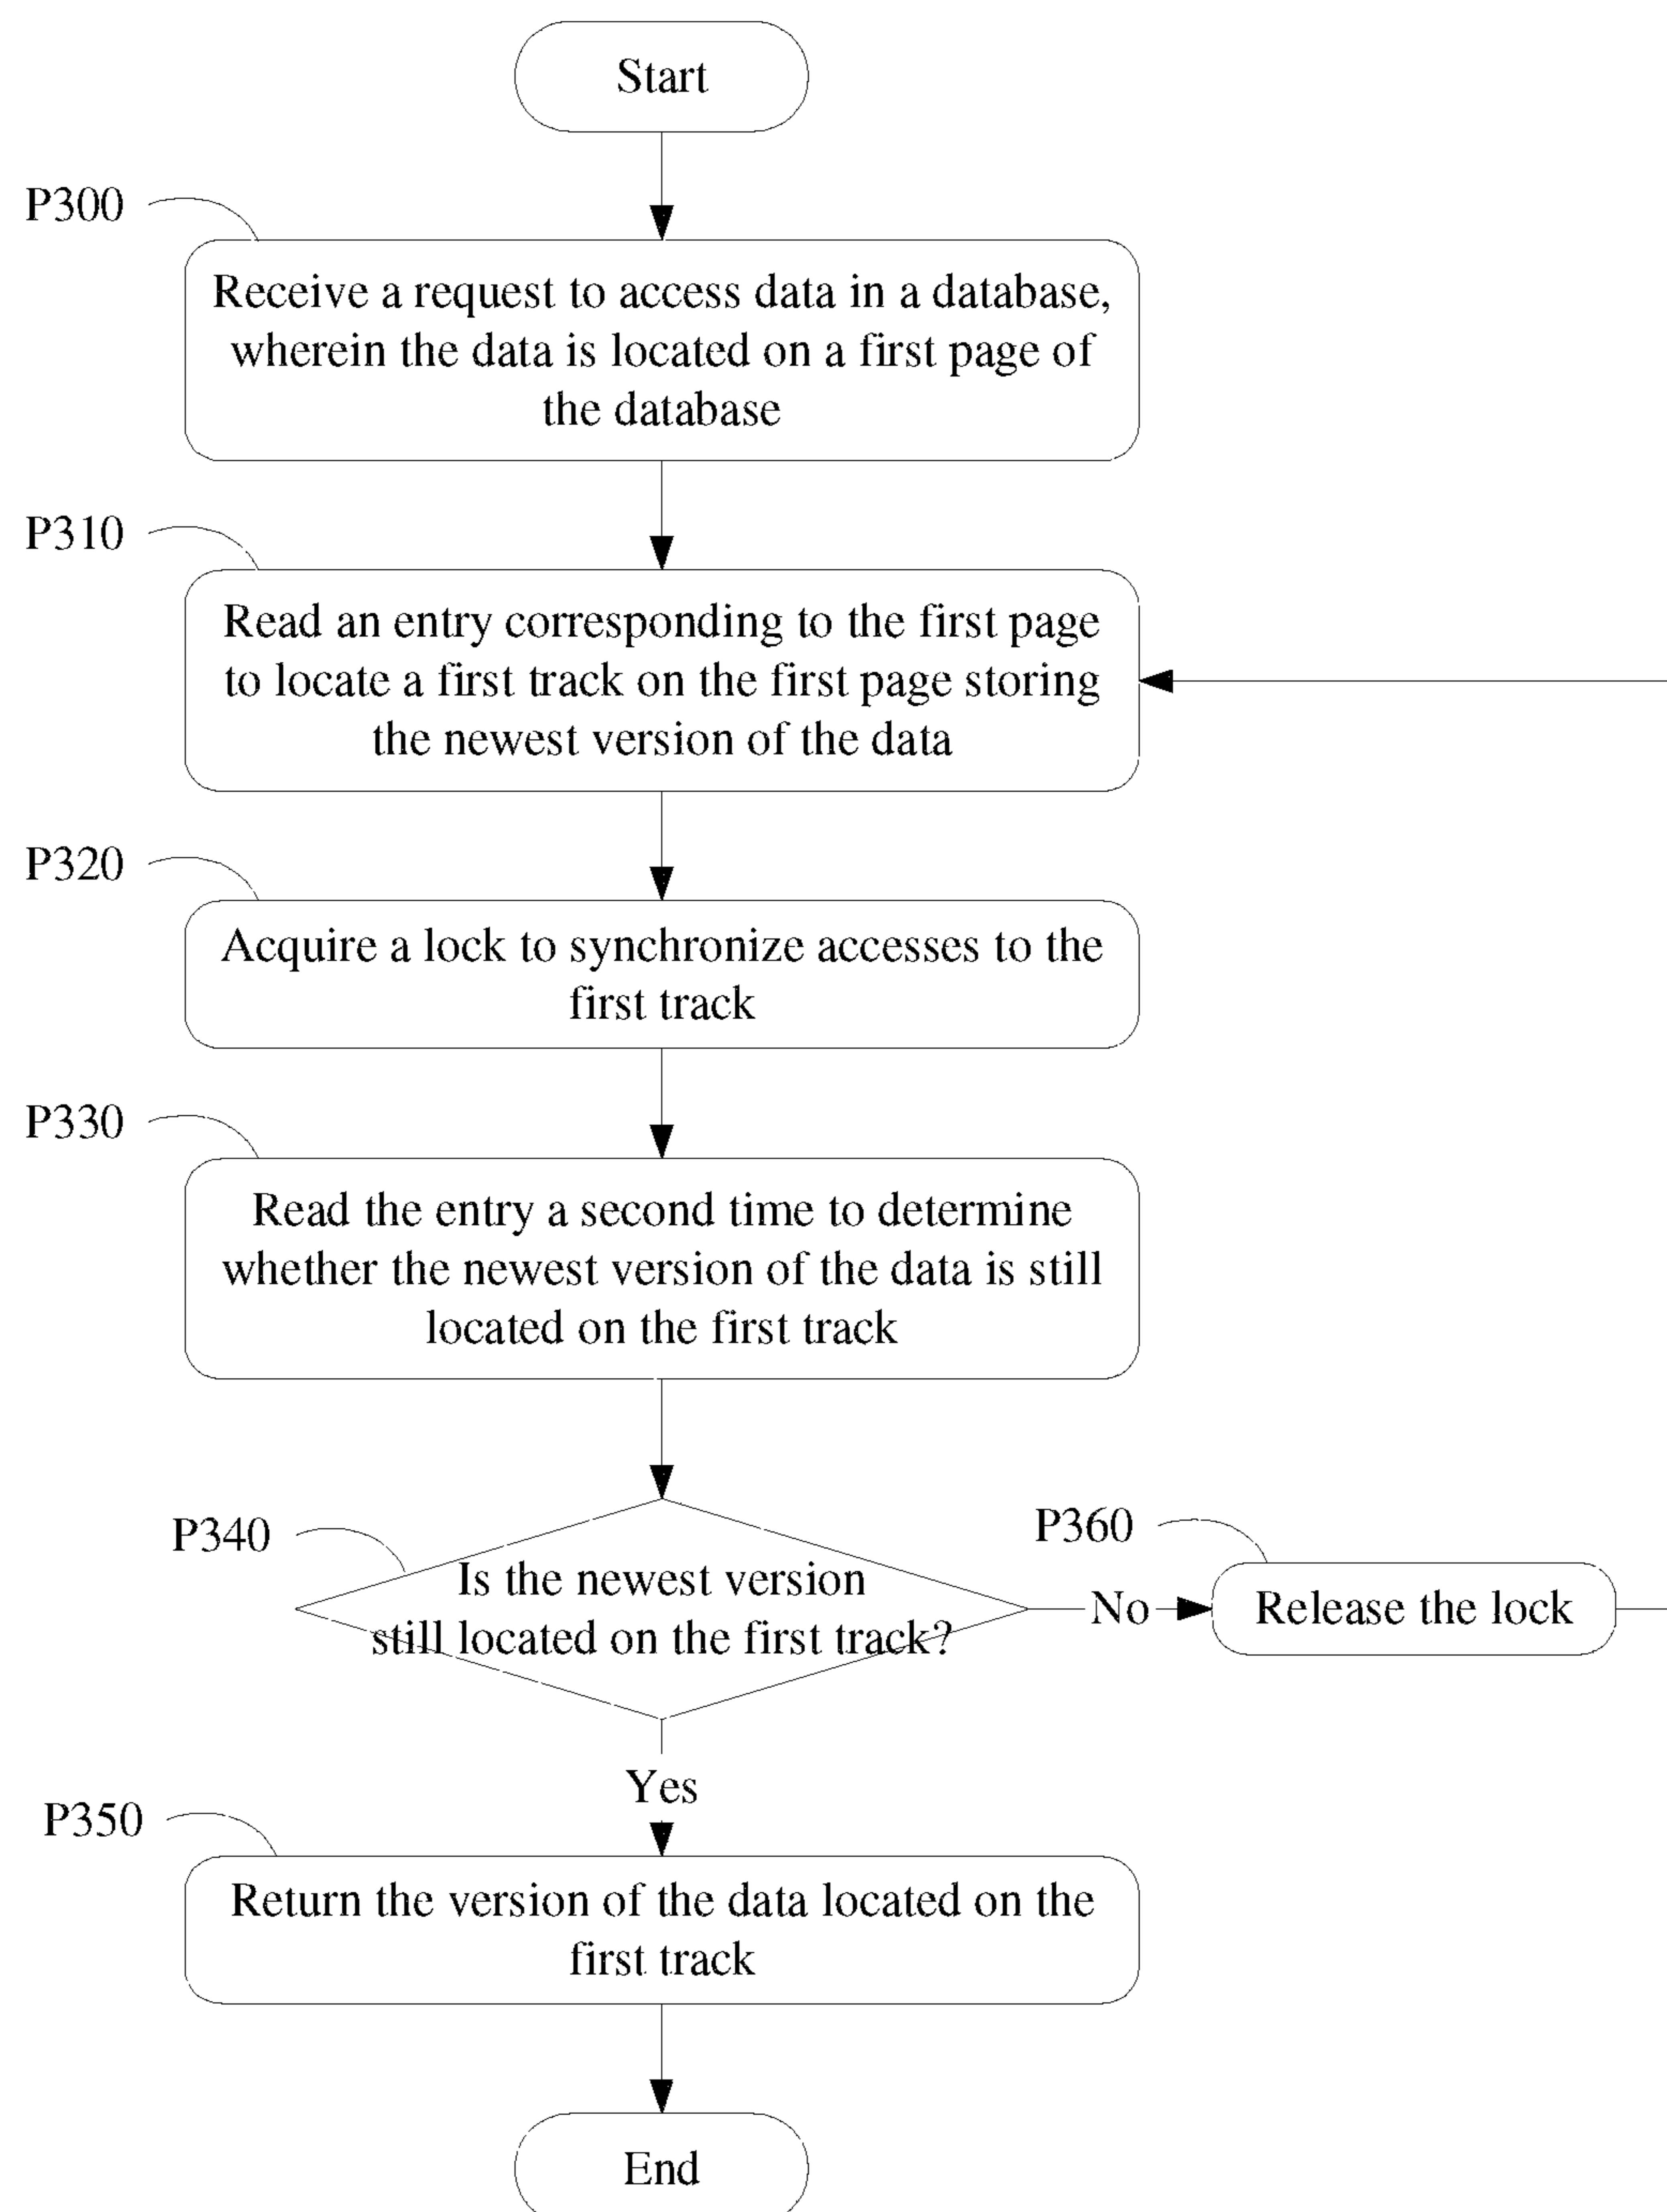 Start
P300
Receive a request to access data in a database,
wherein the data is located on a first page of
the database
P310
Read an entry corresponding to the first page
to locate a first track on the first page storing
the newest version of the data
P320
Acquire a lock to synchronize accesses to the
first track
P330
Read the entry a second time to determine
whether the newest version of the data is still
located on the first track
P340
Is the newest version
still located on the first track?
No
P360
Release the lock
Yes
P350
Return the version of the data located on the
first track
End